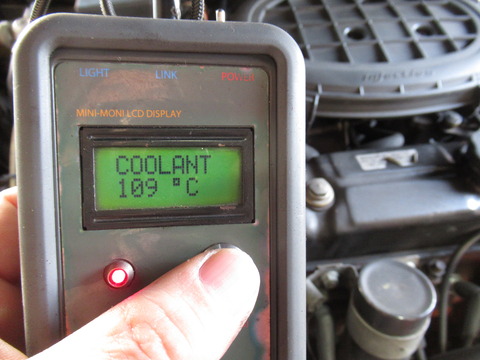 LIGHT LINK POWER
MINI-MONI LCD DISPLAY
COOLANT
109 °C
Injection